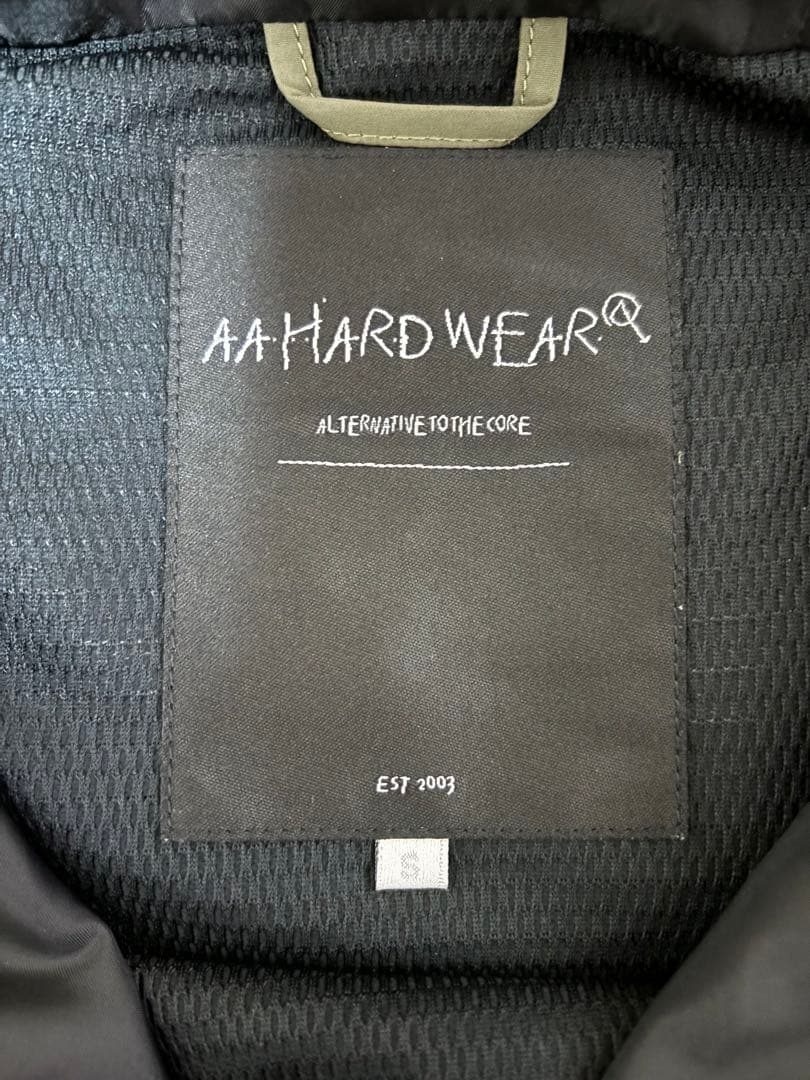 AA HARD WEAR
ALTERNATIVE TO THE CORE
EST 2003
S